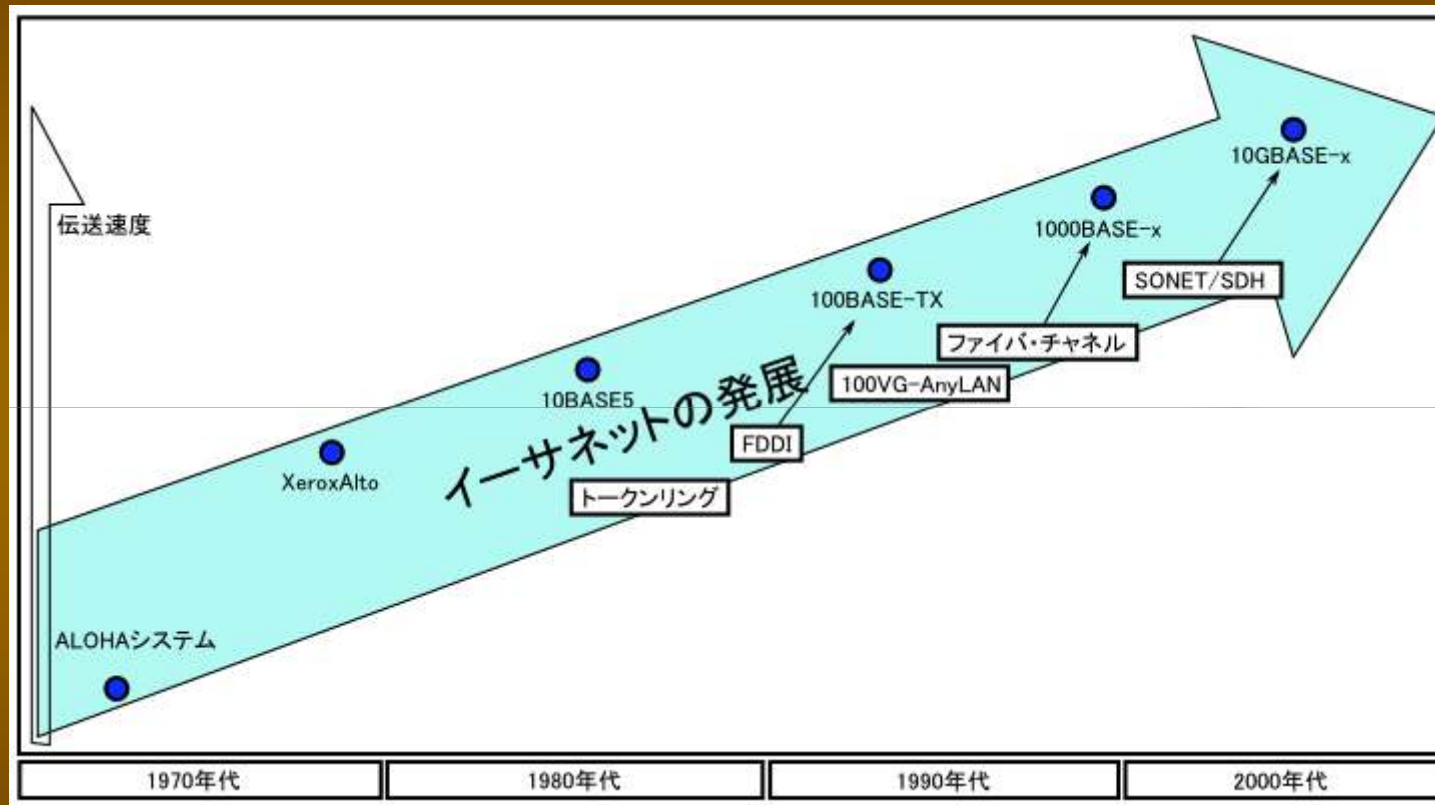 伝送速度
10GBASE-x
1000BASE-x
SONET/SDH
100BASE-TX
ファイバ・チャネル
100VG-AnyLAN
10BASE5
イーサネットの発展
FDDI
XeroxAlto
トークンリング
ALOHAシステム
1970年代
1980年代
1990年代
2000年代